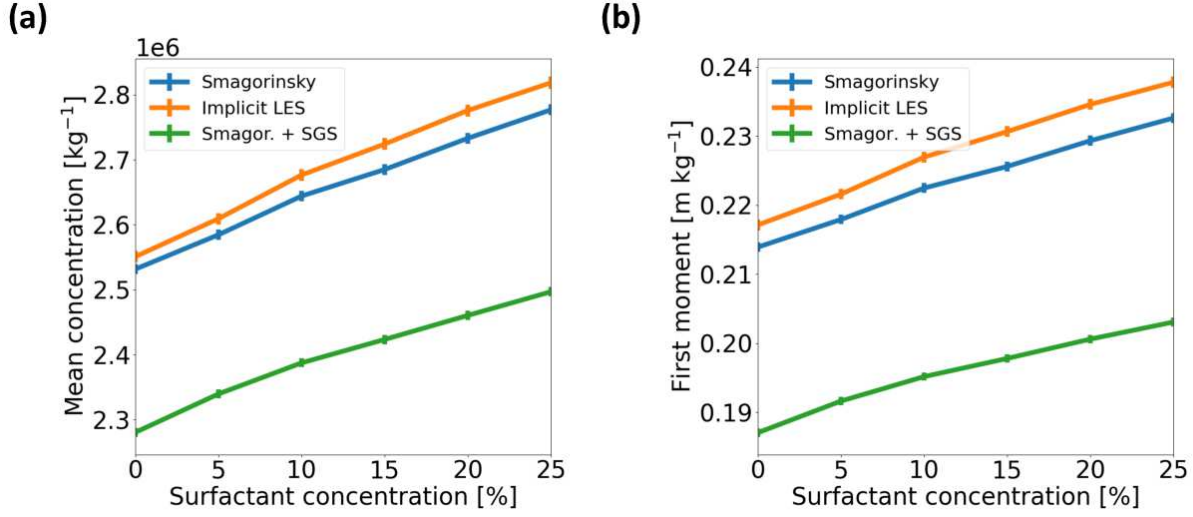 (a)
1e6
Smagorinsky
Implicit LES
Smagor. + SGS
Mean concentration [kg⁻¹]
2.8
2.7
2.6
2.5
2.4
2.3
0 5 10 15 20 25
Surfactant concentration [%]
(b)
Smagorinsky
Implicit LES
Smagor. + SGS
First moment [m kg⁻¹]
0.24
0.23
0.22
0.21
0.20
0.19
0 5 10 15 20 25
Surfactant concentration [%]